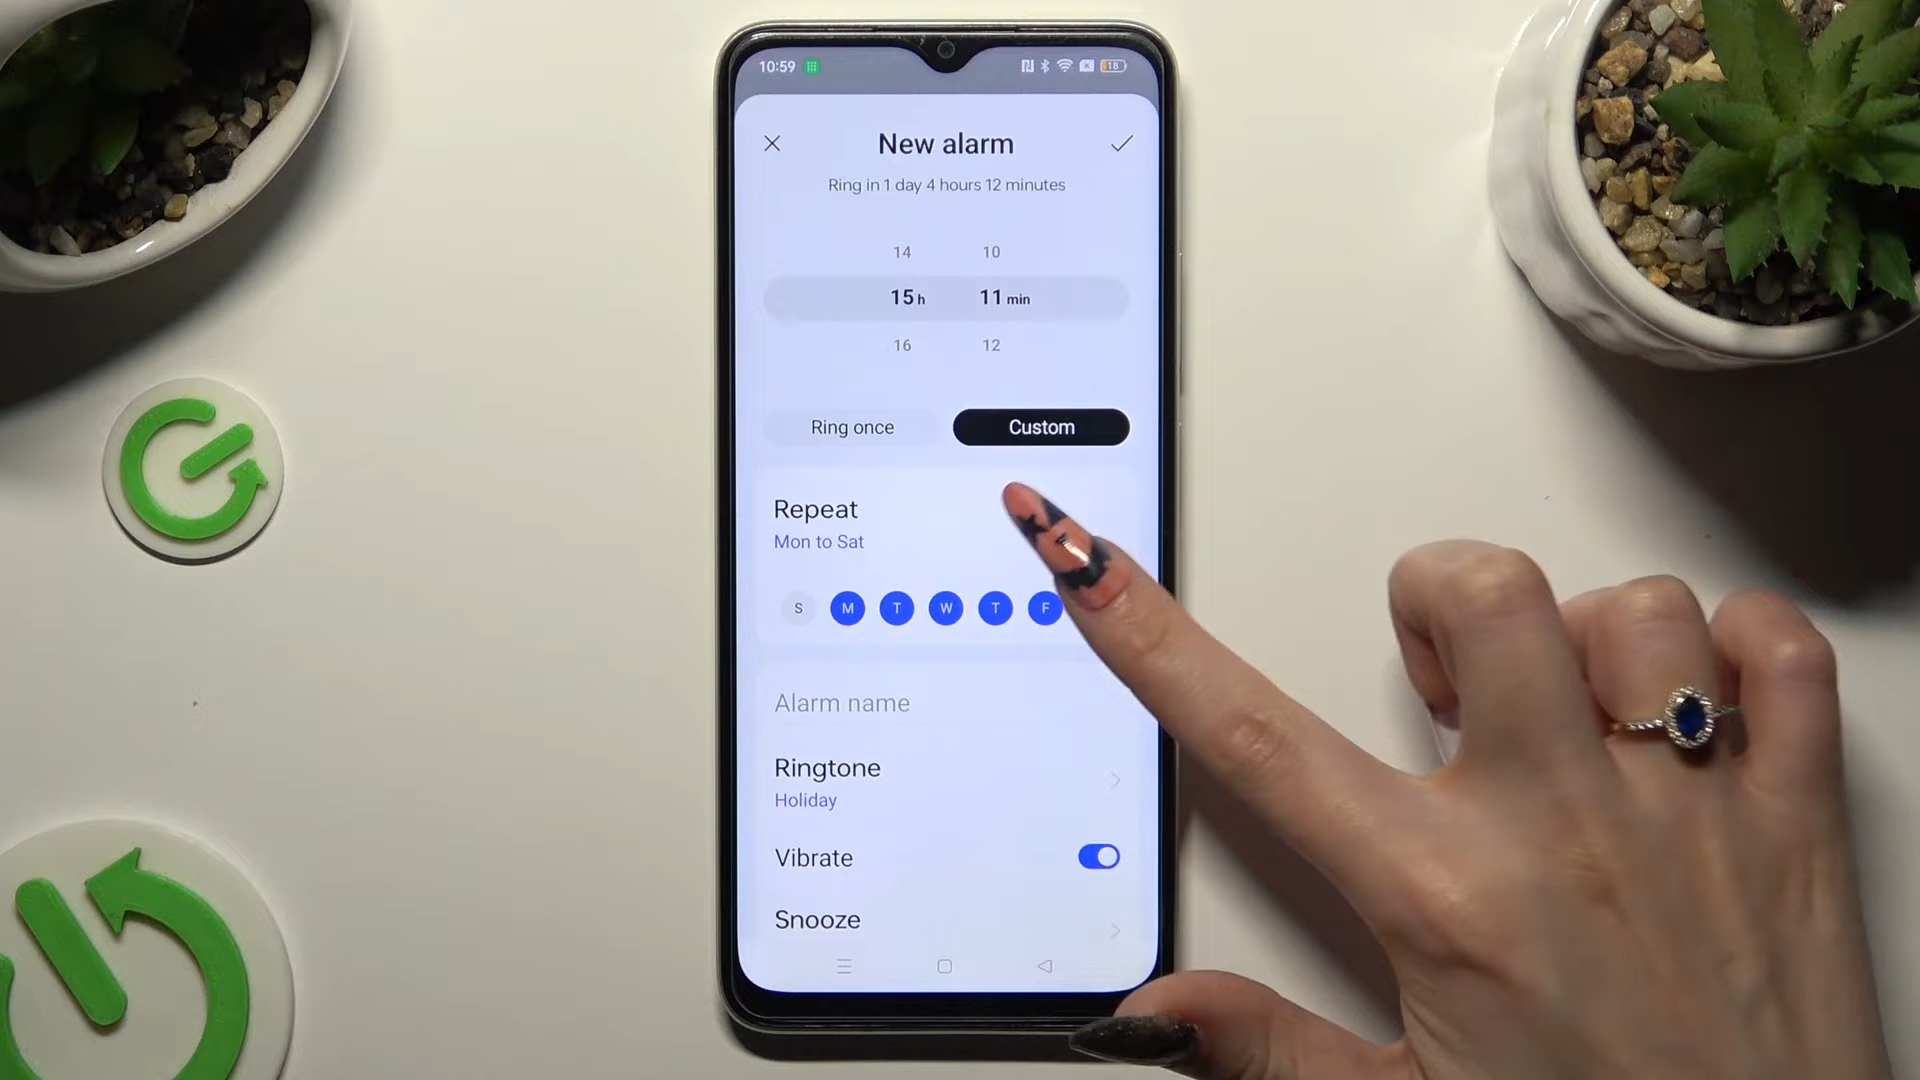 10:59
18
New alarm
Ring in 1 day 4 hours 12 minutes
14 10
15 h 11 min
16 12
Ring once Custom
Repeat
Mon to Sat
S M T W T F
Alarm name
Ringtone
Holiday
Vibrate
Snooze